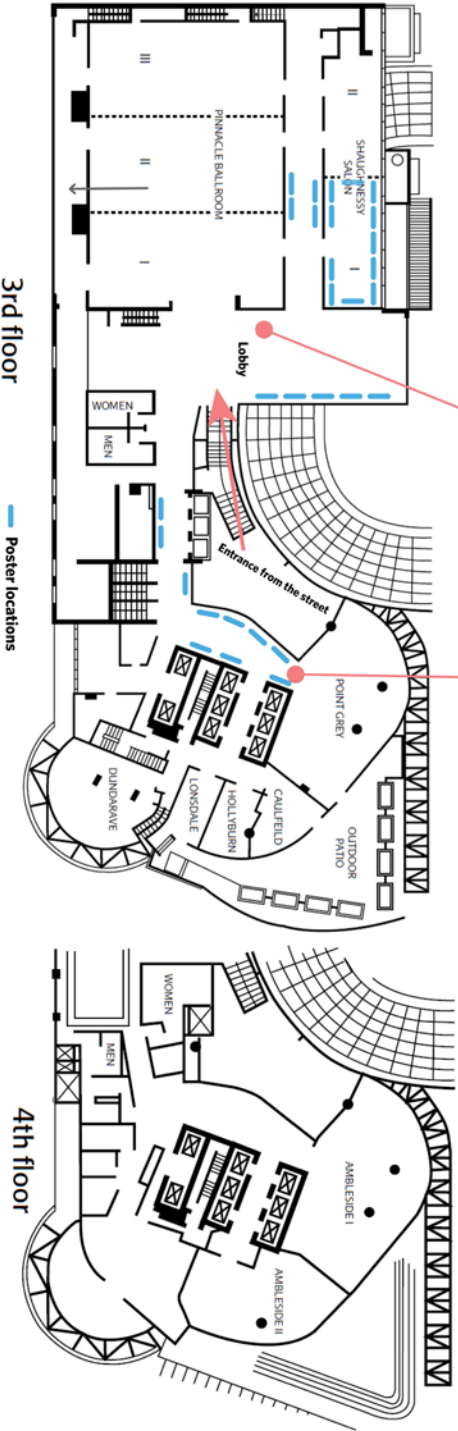 III
II
I
PINNACLE BALLROOM
II
SHAUGHNESSY
SALON
I
Lobby
WOMEN
MEN
Entrance from the street
POINT GREY
OUTDOOR
PATIO
CAULFEILD
HOLLYBURN
LONSDALE
DUNDARAVE
3rd floor
Poster locations
WOMEN
MEN
AMBLESIDE I
AMBLESIDE II
4th floor